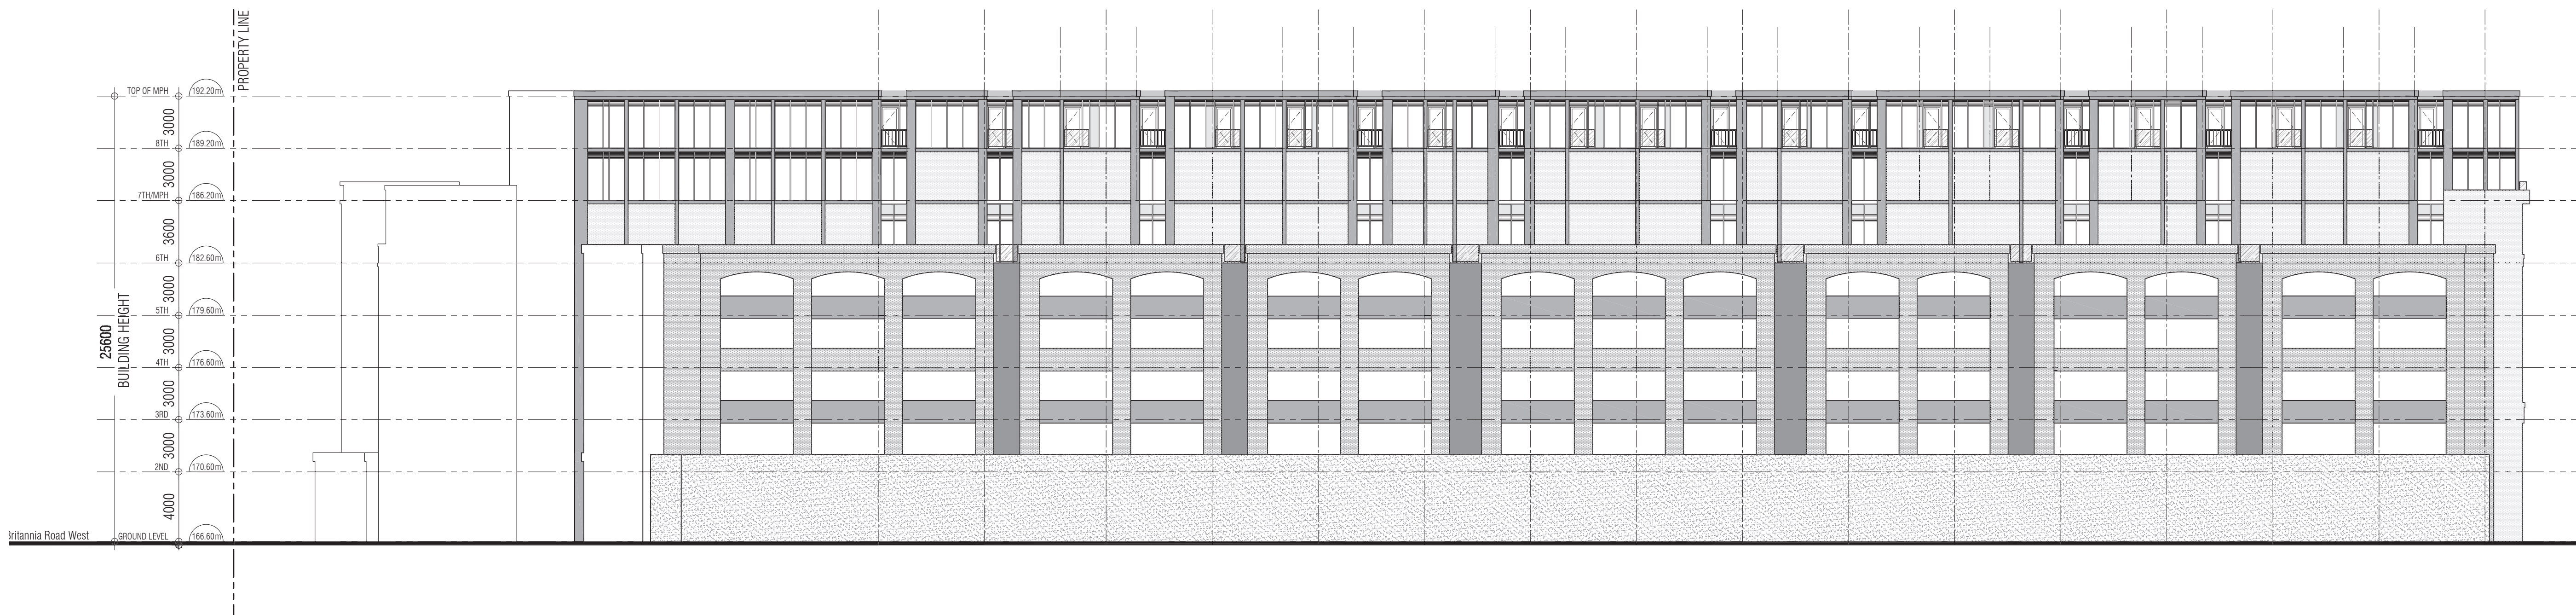 PROPERTY LINE
TOP OF MPH 192.20m
3000
8TH 189.20m
3000
7TH/MPH 186.20m
3600
6TH 182.60m
3000
5TH 179.60m
25600
BUILDING HEIGHT
3000
4TH 176.60m
3000
3RD 173.60m
3000
2ND 170.60m
4000
Britannia Road West
GROUND LEVEL 166.60m